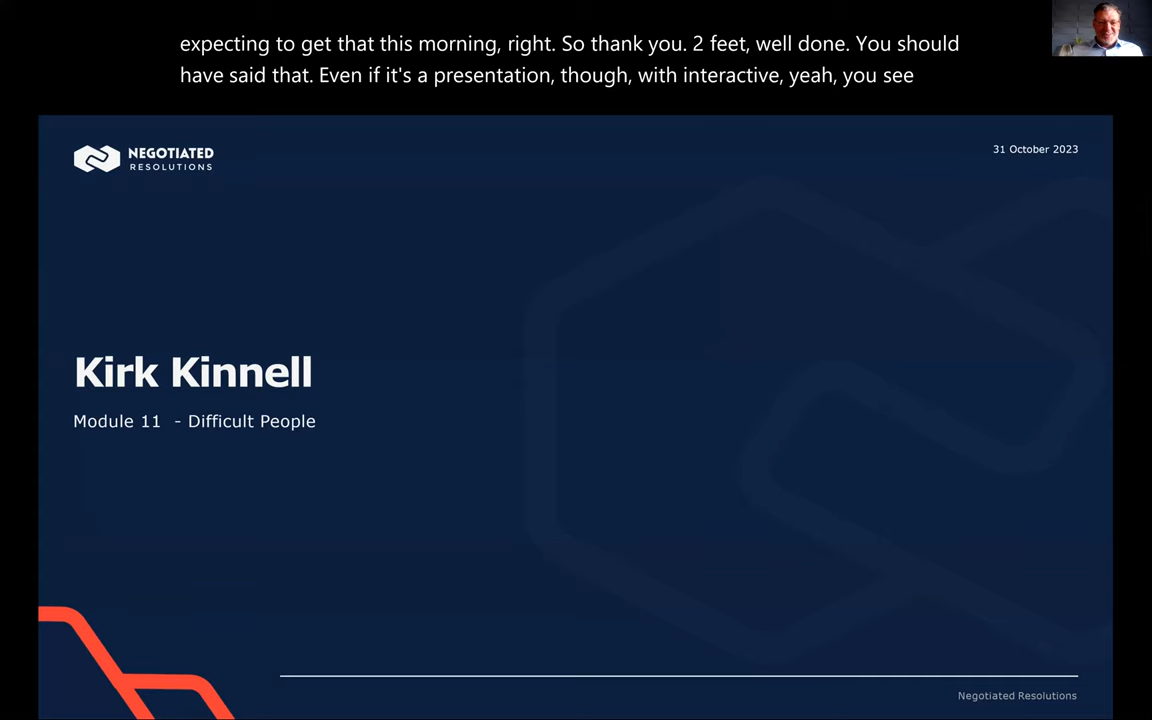 expecting to get that this morning, right. So thank you. 2 feet, well done. You should
have said that. Even if it's a presentation, though, with interactive, yeah, you see
NEGOTIATED
RESOLUTIONS
31 October 2023
Kirk Kinnell
Module 11 - Difficult People
Negotiated Resolutions